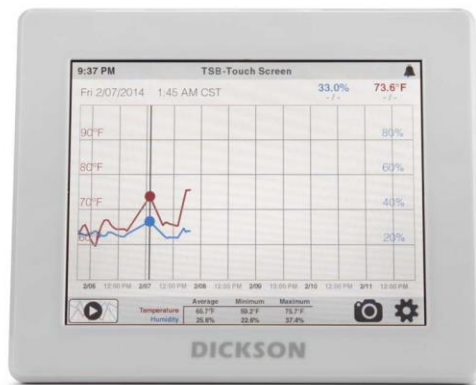 9:37 PM TSB-Touch Screen
Fri 2/07/2014 1:45 AM CST 33.0% 73.6°F
- / - - / -
90°F 80%
80°F 60%
70°F 40%
20%
2/06 12:00 PM 2/07 12:00 PM 2/08 12:00 PM 2/09 12:00 PM 2/10 12:00 PM 2/11 12:00 PM
Average Minimum Maximum
Temperature 65.7°F 59.2°F 75.7°F
Humidity 25.6% 22.8% 37.4%
DICKSON